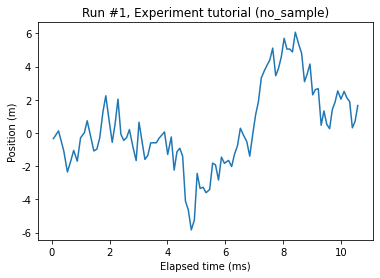 Run #1, Experiment tutorial (no_sample)
Position (m)
6
4
2
0
-2
-4
-6
0 2 4 6 8 10
Elapsed time (ms)